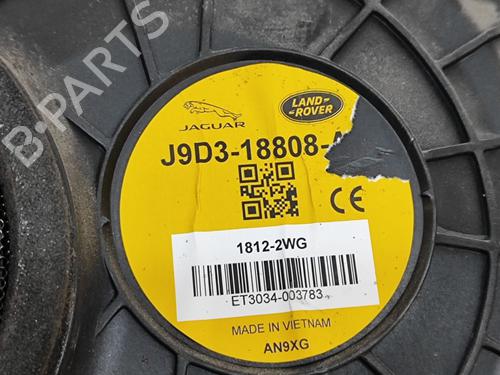 B-PARTS
JAGUAR
LAND
ROVER
J9D3-18808-A
CE
1812-2WG
ET3034-003783
MADE IN VIETNAM
AN9XG